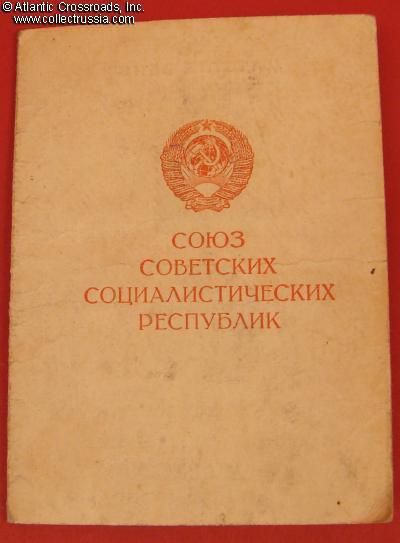 © Atlantic Crossroads, Inc.
www.collectrussia.com
СОЮЗ
СОВЕТСКИХ
СОЦИАЛИСТИЧЕСКИХ
РЕСПУБЛИК